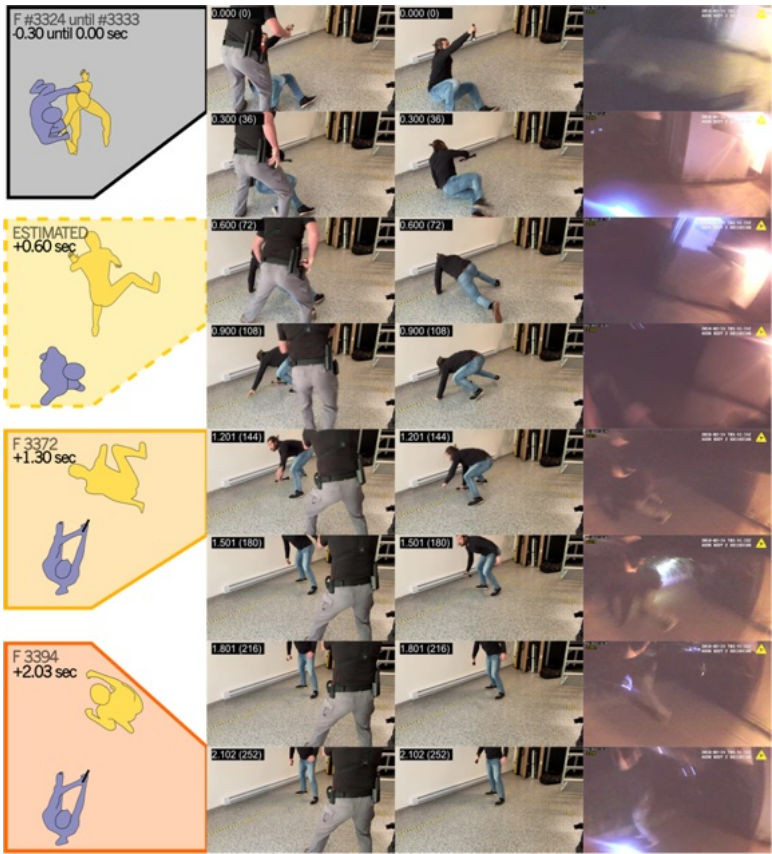 F #3324 until #3333
-0.30 until 0.00 sec
0.000 (0)
0.000 (0)
0.300 (36)
0.300 (36)
ESTIMATED
+0.60 sec
0.600 (72)
0.600 (72)
0.900 (108)
0.900 (108)
F 3372
+1.30 sec
1.201 (144)
1.201 (144)
1.501 (180)
1.501 (180)
F 3394
+2.03 sec
1.801 (216)
1.801 (216)
2.102 (252)
2.102 (252)